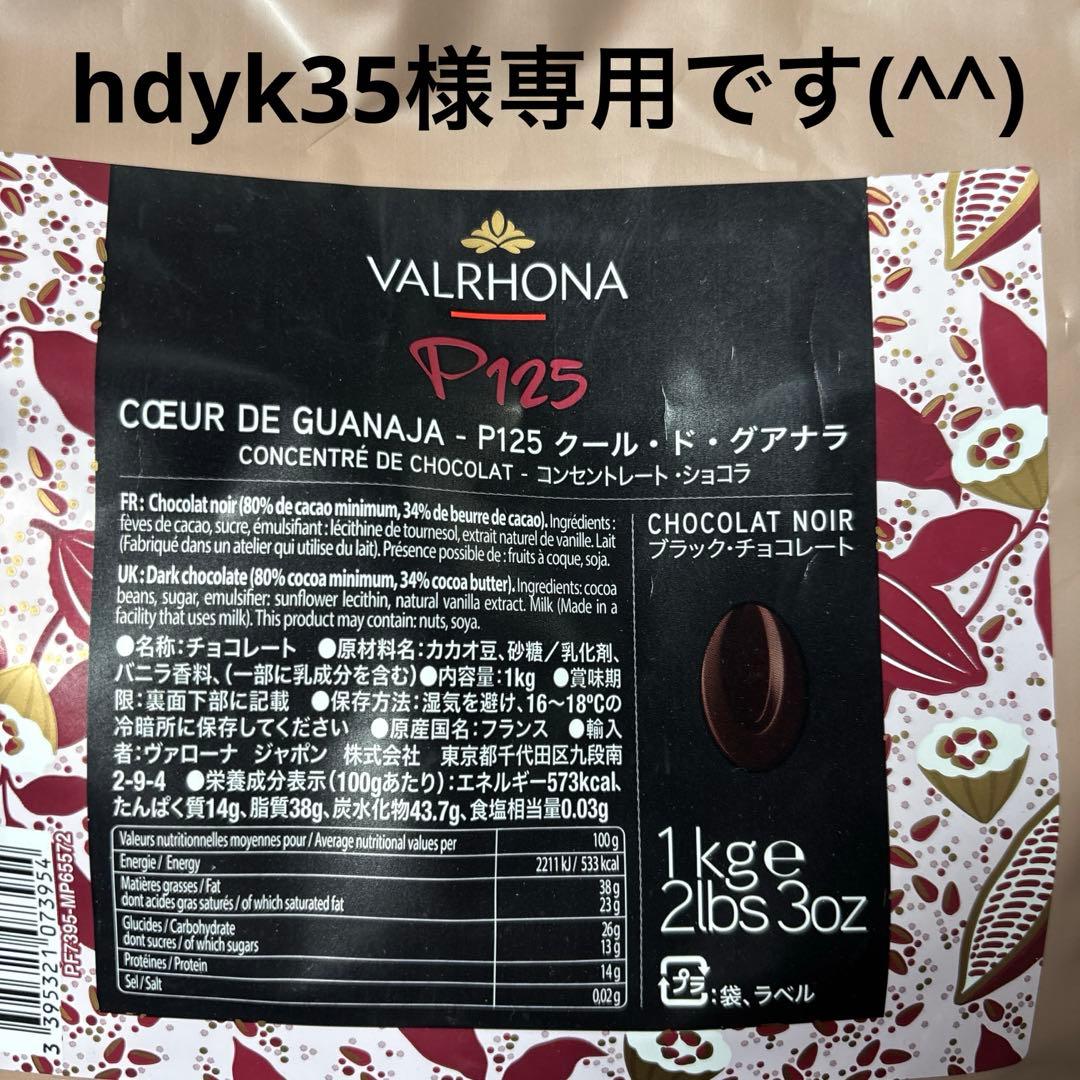 hdyk35様専用です(^^)
VALRHONA
P125
CŒUR DE GUANAJA - P125 クール・ド・グアナラ
CONCENTRÉ DE CHOCOLAT - コンセントレート・ショコラ
FR: Chocolat noir (80% de cacao minimum, 34% de beurre de cacao). Ingrédients:
fèves de cacao, sucre, émulsifiant: lécithine de tournesol, extrait naturel de vanille. Lait
(Fabriqué dans un atelier qui utilise du lait). Présence possible de: fruits à coque, soja.
UK: Dark chocolate (80% cocoa minimum, 34% cocoa butter). Ingredients: cocoa
beans, sugar, emulsifier: sunflower lecithin, natural vanilla extract. Milk (Made in a
facility that uses milk). This product may contain: nuts, soya.
●名称:チョコレート ●原材料名:カカオ豆、砂糖/乳化剤、
バニラ香料、(一部に乳成分を含む)●内容量:1kg ●賞味期
限:裏面下部に記載 ●保存方法:湿気を避け、16~18ºCの
冷暗所に保存してください ●原産国名:フランス ●輸入
者:ヴァローナ ジャポン 株式会社 東京都千代田区九段南
2-9-4 ●栄養成分表示(100gあたり):エネルギー573kcal、
たんぱく質14g、脂質38g、炭水化物43.7g、食塩相当量0.03g
Valeurs nutritionnelles moyennes pour / Average nutritional values per 100 g
Energie / Energy 2211 kJ / 533 kcal
Matières grasses / Fat 38 g
dont acides gras saturés / of which saturated fat 23 g
Glucides / Carbohydrate 26g
dont sucres / of which sugars 13 g
Protéines / Protein 14 g
Sel / Salt 0,02 g
CHOCOLAT NOIR
ブラック・チョコレート
1 kg e
2lbs 3oz
プラ:袋、ラベル
3 395321 073954
PF7395-MP6557/2